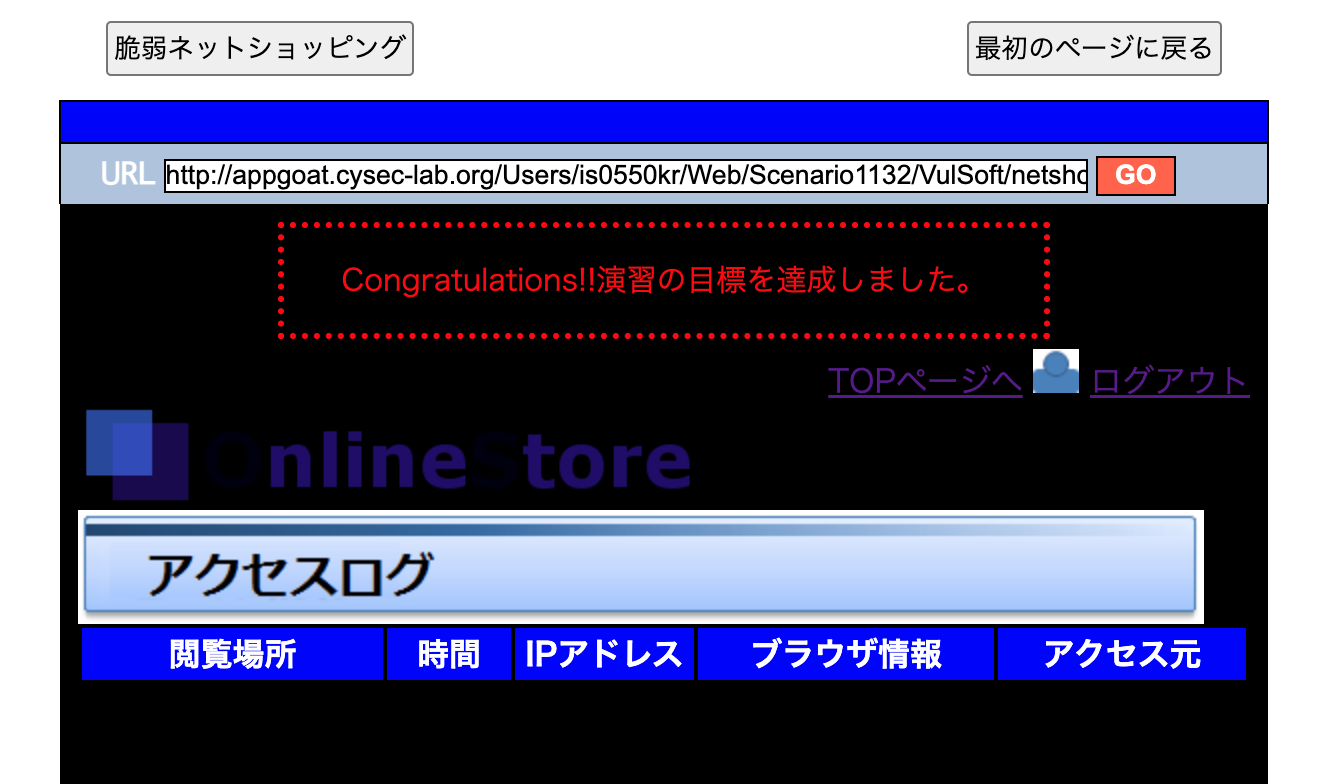 脆弱ネットショッピング 最初のページに戻る
URL http://appgoat.cysec-lab.org/Users/is0550kr/Web/Scenario1132/VulSoft/netsho GO
Congratulations!!演習の目標を達成しました。
TOPページへ ログアウト
OnlineStore
アクセスログ
閲覧場所 時間 IPアドレス ブラウザ情報 アクセス元